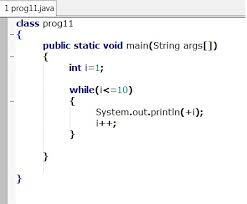 1 prog11.java
class prog11
{
public static void main(String args[])
{
int i=1;
while(i<=10)
{
System.out.println(+i);
i++;
}
}
}